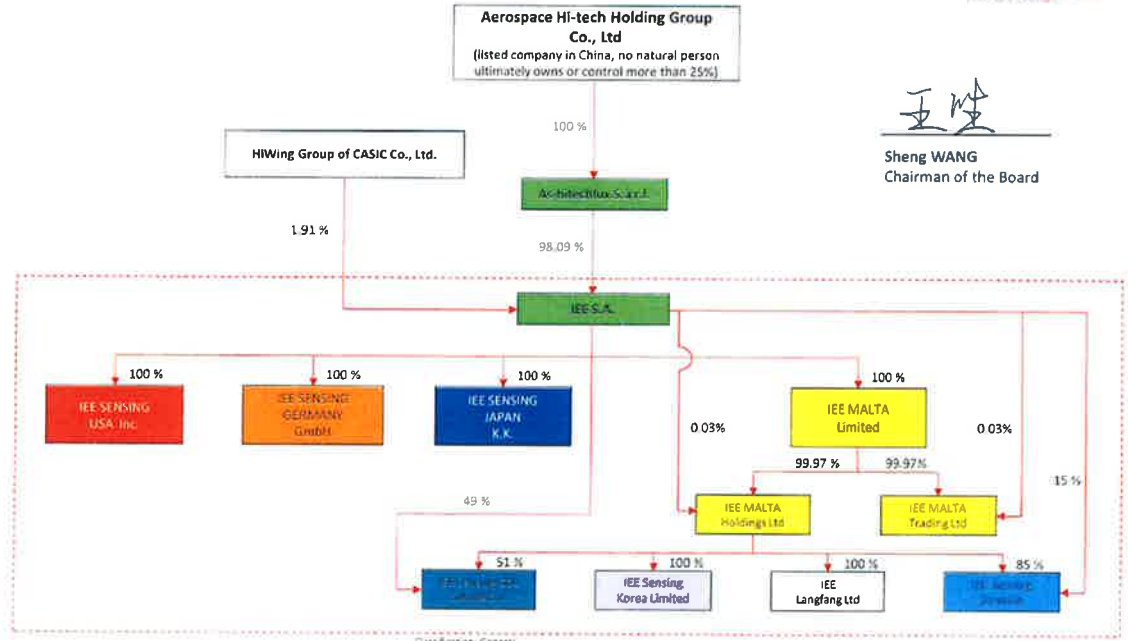 Aerospace Hi-tech Holding Group
Co., Ltd
(listed company in China, no natural person
ultimately owns or control more than 25%)
100 %
王
Sheng WANG
Chairman of the Board
HIWing Group of CASIC Co., Ltd.
S.à r.l.
1.91 %
98.09 %
IEE S.A.
100 %
100 %
100 %
100 %
IEE SENSING
USA Inc.
IEE SENSING
GERMANY
GmbH
IEE SENSING
JAPAN
K.K.
IEE MALTA
Limited
0.03%
0.03%
99.97 %
99.97%
15 %
49 %
IEE MALTA
Holdings Ltd
IEE MALTA
Trading Ltd
51 %
100 %
100 %
85 %
IEE Sensing
Korea Limited
IEE
Langfang Ltd
IEE Sensing